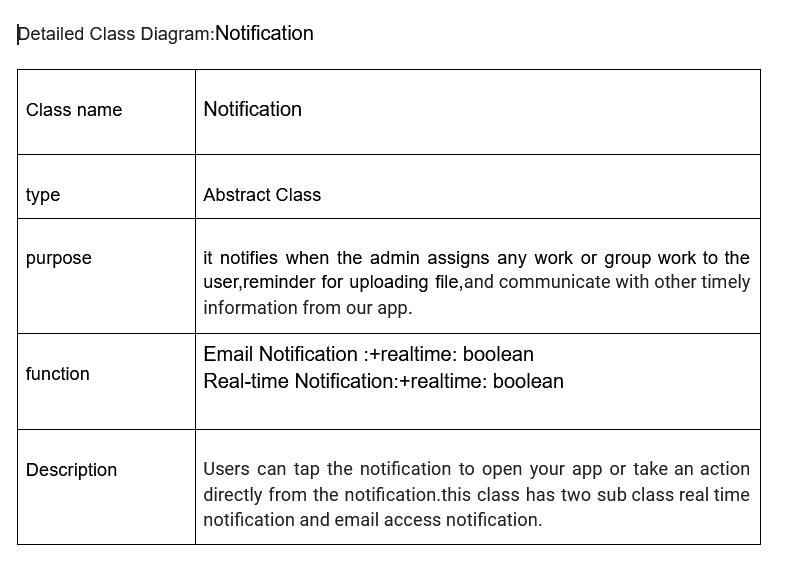 Detailed Class Diagram:Notification
Class name
Notification
type
Abstract Class
purpose
it notifies when the admin assigns any work or group work to the
user,reminder for uploading file,and communicate with other timely
information from our app.
function
Email Notification :+realtime: boolean
Real-time Notification:+realtime: boolean
Description
Users can tap the notification to open your app or take an action
directly from the notification.this class has two sub class real time
notification and email access notification.